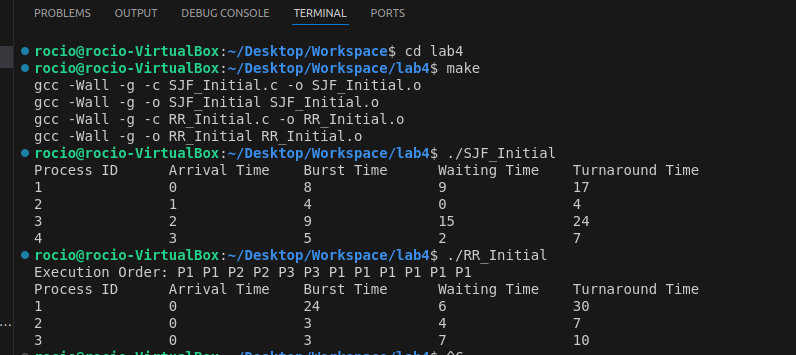 PROBLEMS OUTPUT DEBUG CONSOLE TERMINAL PORTS
rocio@rocio-VirtualBox:~/Desktop/Workspace$ cd lab4
rocio@rocio-VirtualBox:~/Desktop/Workspace/lab4$ make
gcc -Wall -g -c SJF_Initial.c -o SJF_Initial.o
gcc -Wall -g -o SJF_Initial SJF_Initial.o
gcc -Wall -g -c RR_Initial.c -o RR_Initial.o
gcc -Wall -g -o RR_Initial RR_Initial.o
rocio@rocio-VirtualBox:~/Desktop/Workspace/lab4$ ./SJF_Initial
Process ID Arrival Time Burst Time Waiting Time Turnaround Time
1 0 8 9 17
2 1 4 0 4
3 2 9 15 24
4 3 5 2 7
rocio@rocio-VirtualBox:~/Desktop/Workspace/lab4$ ./RR_Initial
Execution Order: P1 P1 P2 P2 P3 P3 P1 P1 P1 P1 P1 P1
Process ID Arrival Time Burst Time Waiting Time Turnaround Time
1 0 24 6 30
2 0 3 4 7
3 0 3 7 10
rocio@rocio-VirtualBox:~/Desktop/Workspace/lab4$ ^C